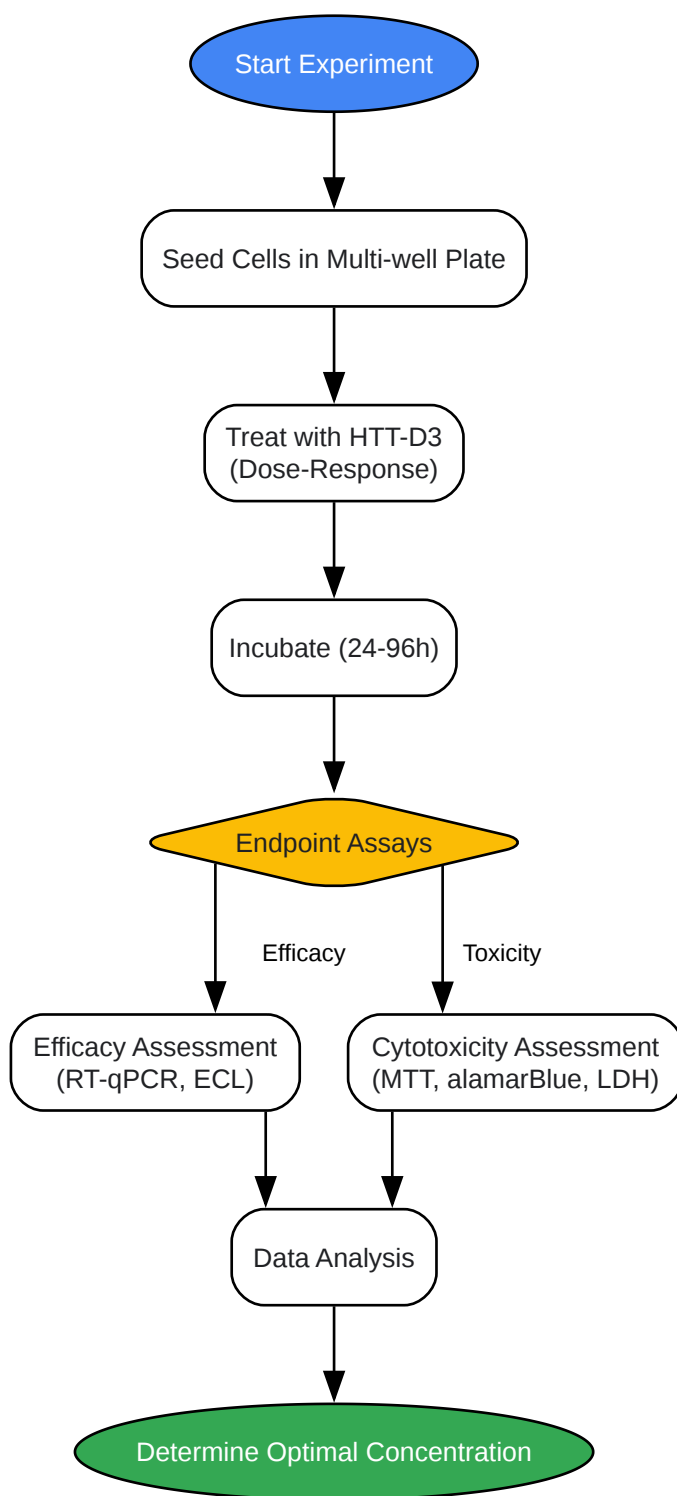 Start Experiment
Seed Cells in Multi-well Plate
Treat with HTT-D3
(Dose-Response)
Incubate (24-96h)
Endpoint Assays
Efficacy
Toxicity
Efficacy Assessment
(RT-qPCR, ECL)
Cytotoxicity Assessment
(MTT, alamarBlue, LDH)
Data Analysis
Determine Optimal Concentration